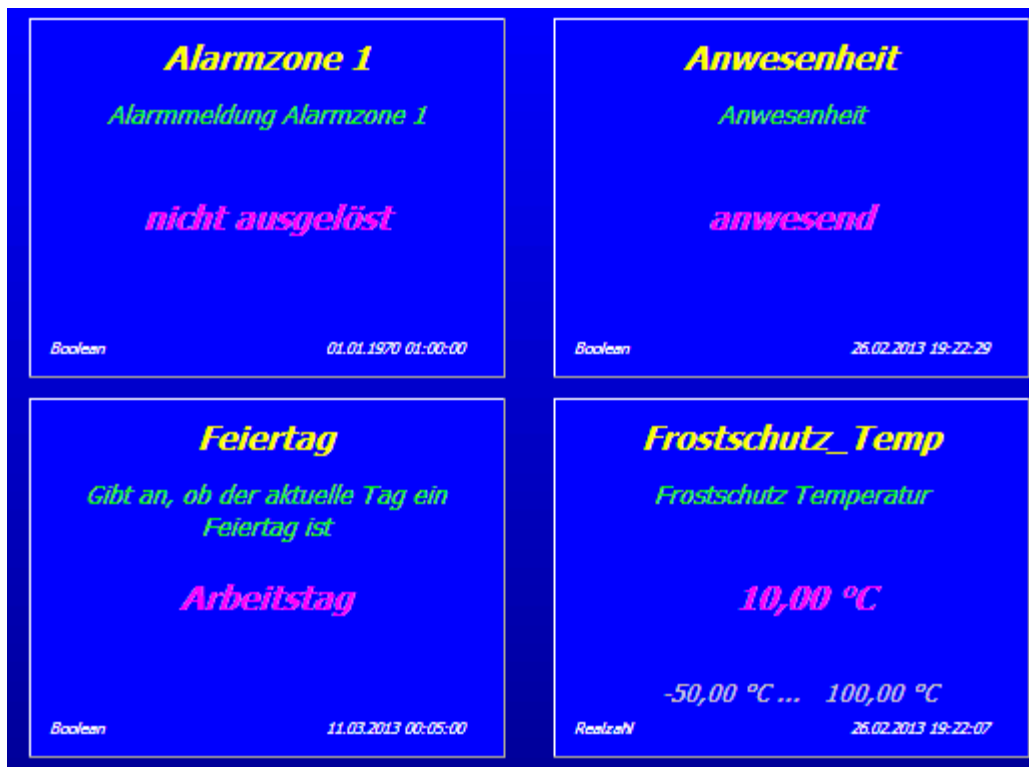 Alarmzone 1
Alarmmeldung Alarmzone 1
nicht ausgelöst
Boolean 01.01.1970 01:00:00
Anwesenheit
Anwesenheit
anwesend
Boolean 26.02.2013 19:22:29
Feiertag
Gibt an, ob der aktuelle Tag ein
Feiertag ist
Arbeitstag
Boolean 11.03.2013 00:05:00
Frostschutz_Temp
Frostschutz Temperatur
10,00 °C
-50,00 °C ... 100,00 °C
Realzahl 26.02.2013 19:22:07